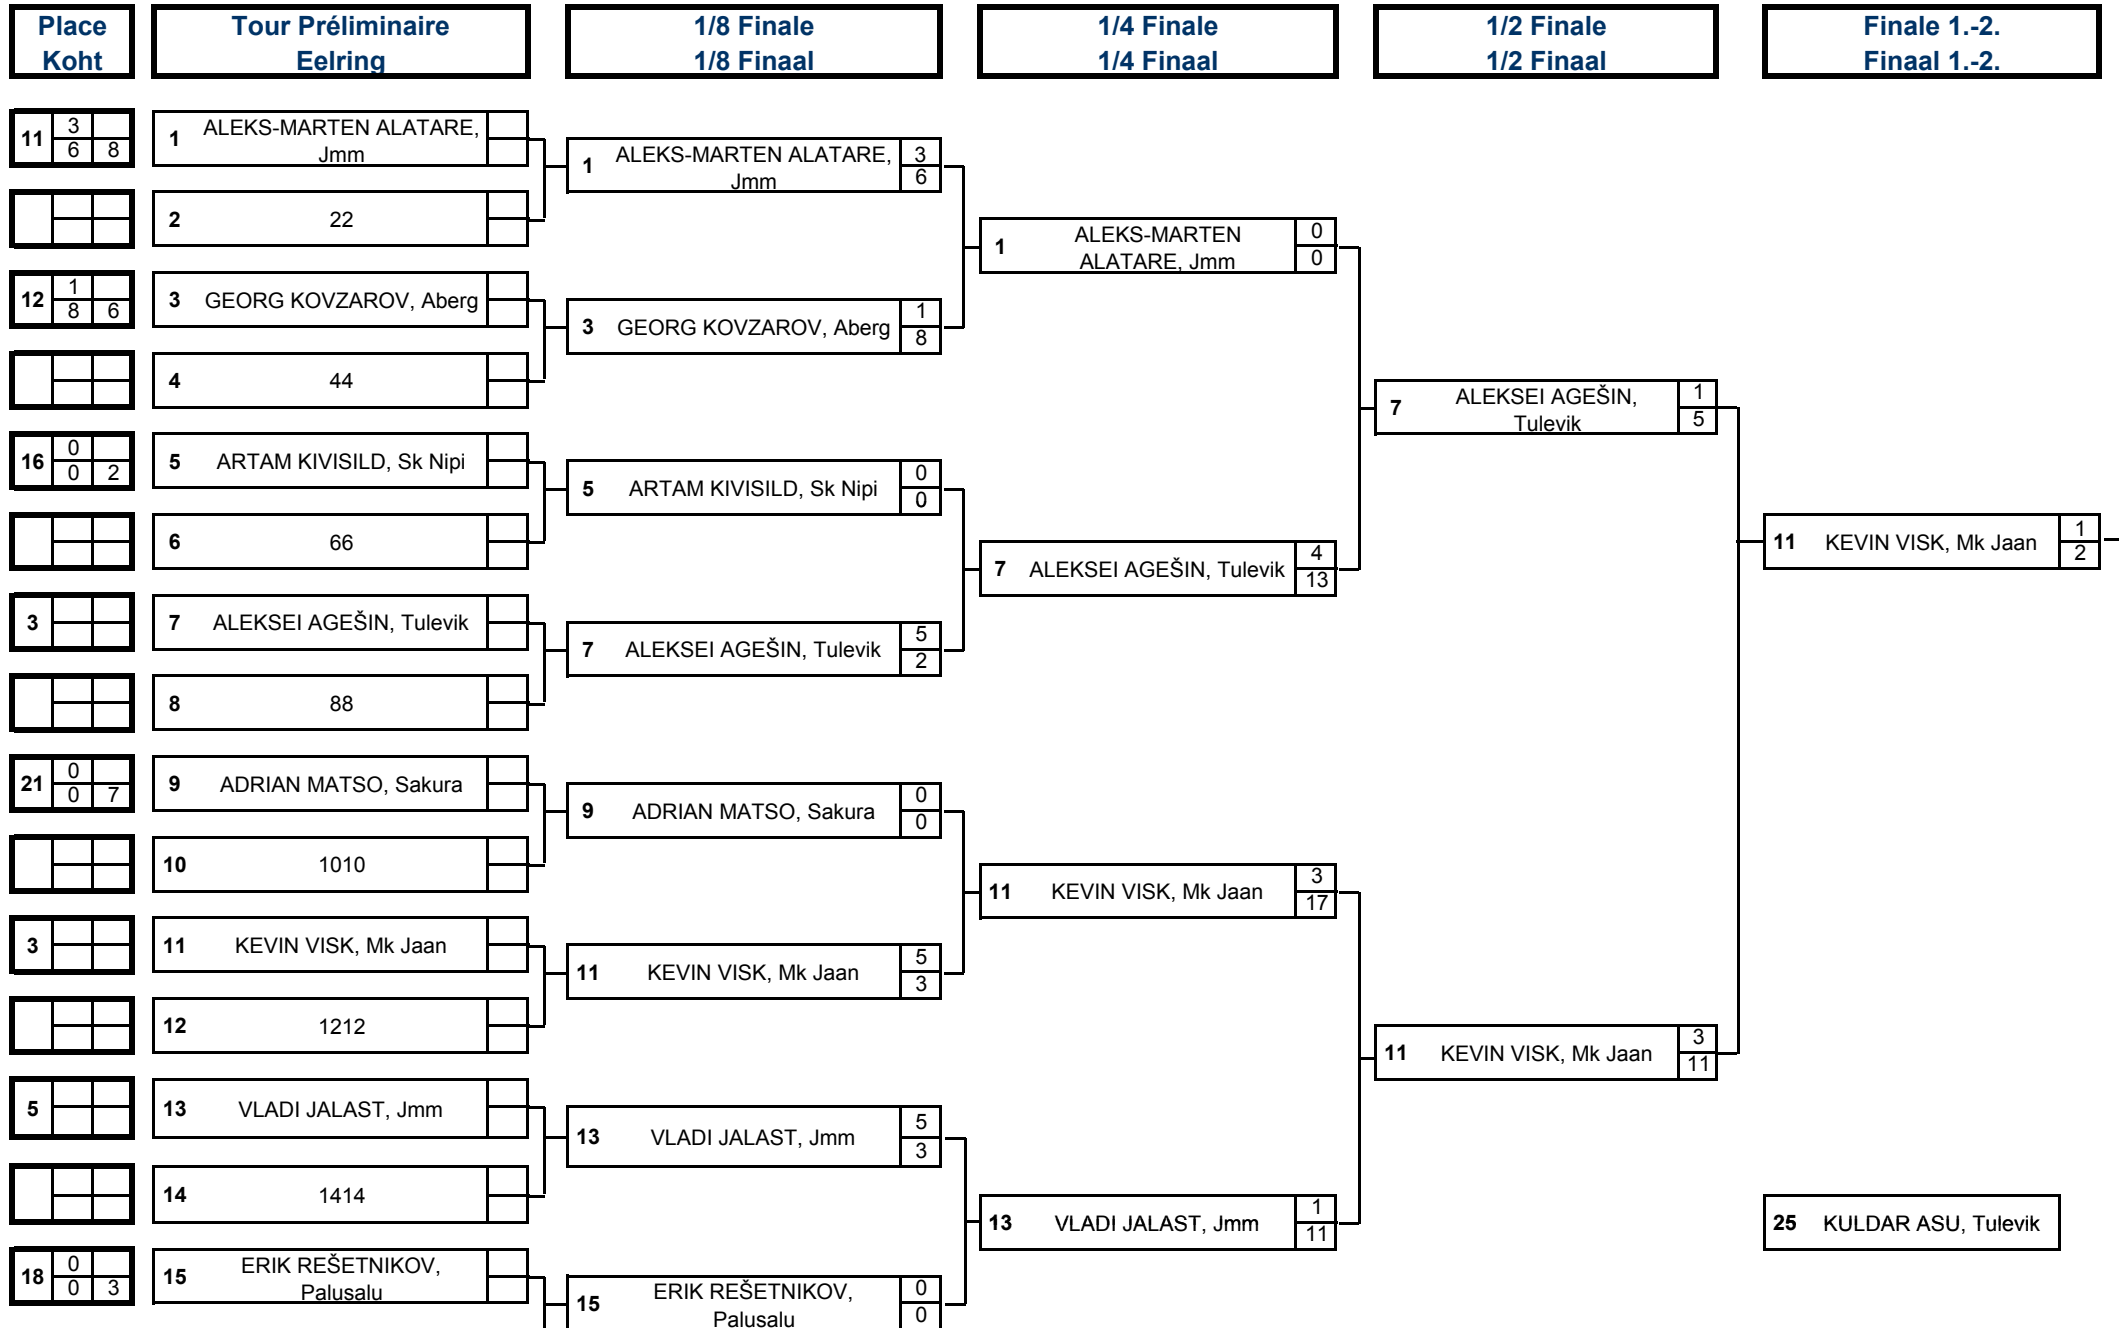 Place
Koht
Tour Préliminaire
Eelring
1/8 Finale
1/8 Finaal
1/4 Finale
1/4 Finaal
1/2 Finale
1/2 Finaal
Finale 1.-2.
Finaal 1.-2.
11 3
6 8
1 ALEKS-MARTEN ALATARE,
Jmm
1 ALEKS-MARTEN ALATARE, 3
Jmm 6
2 22
1 ALEKS-MARTEN 0
ALATARE, Jmm 0
12 1
8 6
3 GEORG KOVZAROV, Aberg
3 GEORG KOVZAROV, Aberg 1
8
4 44
7 ALEKSEI AGEŠIN, 1
Tulevik 5
16 0
0 2
5 ARTAM KIVISILD, Sk Nipi
5 ARTAM KIVISILD, Sk Nipi 0
0
6 66
7 ALEKSEI AGEŠIN, Tulevik 4
13
11 KEVIN VISK, Mk Jaan 1
2
3
7 ALEKSEI AGEŠIN, Tulevik
7 ALEKSEI AGEŠIN, Tulevik 5
2
8 88
21 0
0 7
9 ADRIAN MATSO, Sakura
9 ADRIAN MATSO, Sakura 0
0
10 1010
11 KEVIN VISK, Mk Jaan 3
17
3
11 KEVIN VISK, Mk Jaan
11 KEVIN VISK, Mk Jaan 5
3
12 1212
11 KEVIN VISK, Mk Jaan 3
11
5
13 VLADI JALAST, Jmm
13 VLADI JALAST, Jmm 5
3
14 1414
13 VLADI JALAST, Jmm 1
11
25 KULDAR ASU, Tulevik
18 0
0 3
15 ERIK REŠETNIKOV,
Palusalu
15 ERIK REŠETNIKOV, 0
Palusalu 0